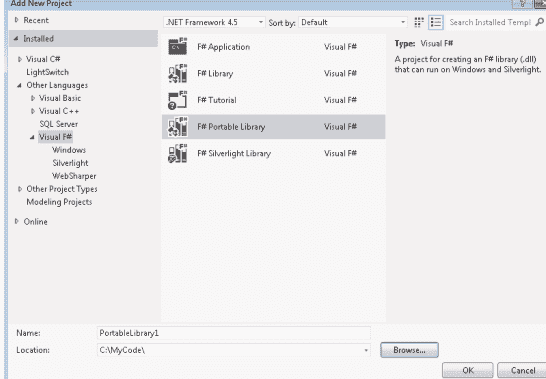 Add New Project
Recent
.NET Framework 4.5 Sort by: Default Search Installed Templ
Installed
Visual C#
LightSwitch
Other Languages
Visual Basic
Visual C++
SQL Server
Visual F#
Windows
Silverlight
WebSharper
Other Project Types
Modeling Projects
Online
F# Application Visual F#
F# Library Visual F#
F# Tutorial Visual F#
F# Portable Library Visual F#
F# Silverlight Library Visual F#
Type: Visual F#
A project for creating an F# library (.dll)
that can run on Windows and Silverlight.
Name: PortableLibrary1
Location: C:\MyCode\ Browse...
OK Cancel